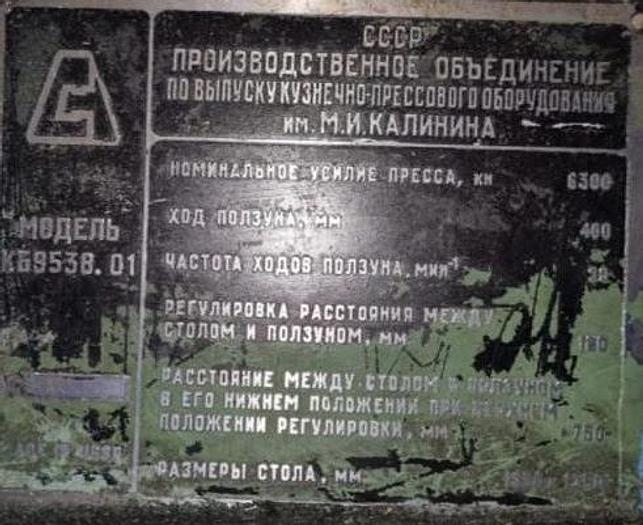 СССР
ПРОИЗВОДСТВЕННОЕ ОБЪЕДИНЕНИЕ
ПО ВЫПУСКУ КУЗНЕЧНО-ПРЕССОВОГО ОБОРУДОВАНИЯ
ИМ. М.И. КАЛИНИНА
МОДЕЛЬ
КБ9538.01
НОМИНАЛЬНОЕ УСИЛИЕ ПРЕССА, кН 6300
ХОД ПОЛЗУНА, мм 400
ЧАСТОТА ХОДОВ ПОЛЗУНА, мин⁻¹
РЕГУЛИРОВКА РАССТОЯНИЯ МЕЖДУ
СТОЛОМ И ПОЛЗУНОМ, мм
РАССТОЯНИЕ МЕЖДУ СТОЛОМ И ПОЛЗУНОМ
В ЕГО НИЖНЕМ ПОЛОЖЕНИИ ПРИ
ПОЛОЖЕНИИ РЕГУЛИРОВКИ, мм 750
РАЗМЕРЫ СТОЛА, мм